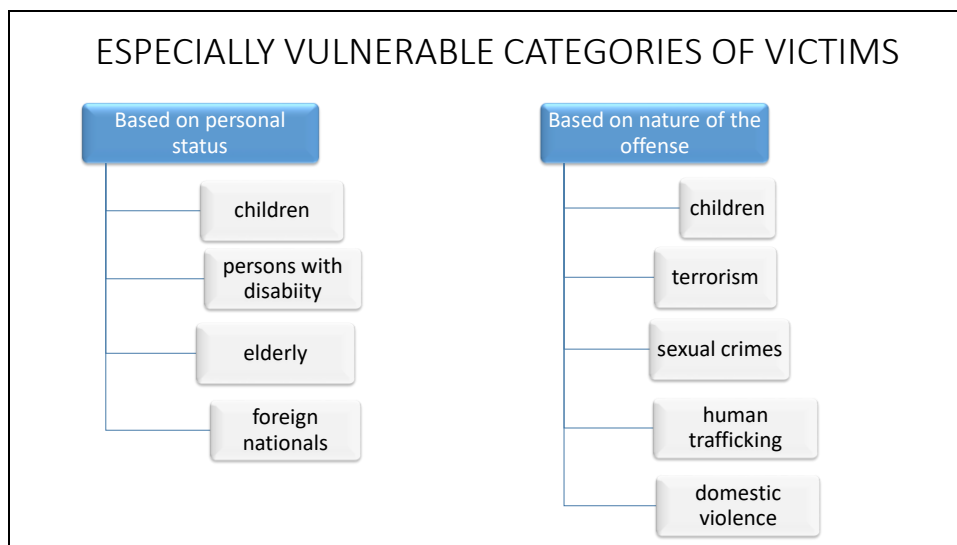 ESPECIALLY VULNERABLE CATEGORIES OF VICTIMS
Based on personal
status
children
persons with
disabiity
elderly
foreign
nationals
Based on nature of the
offense
children
terrorism
sexual crimes
human
trafficking
domestic
violence